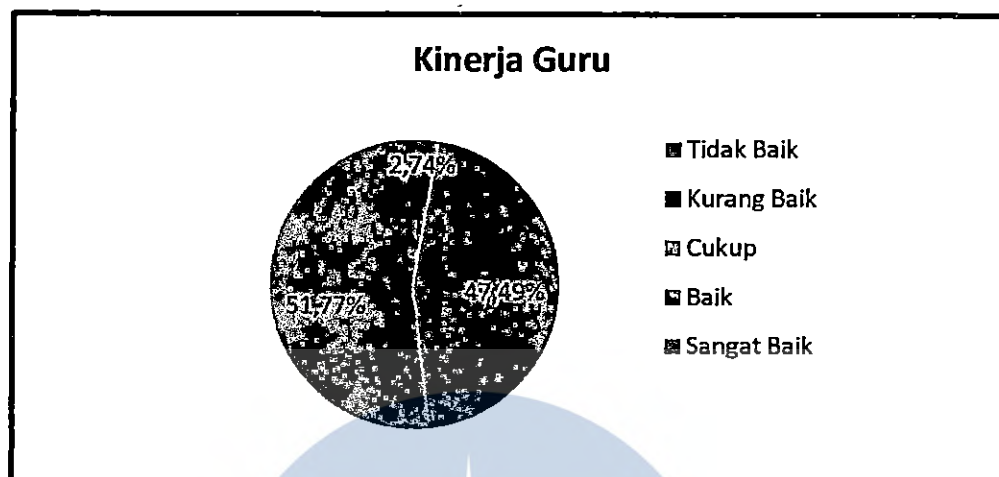 Kinerja Guru
2,74%
51,77%
47,49%
Tidak Baik
Kurang Baik
Cukup
Baik
Sangat Baik